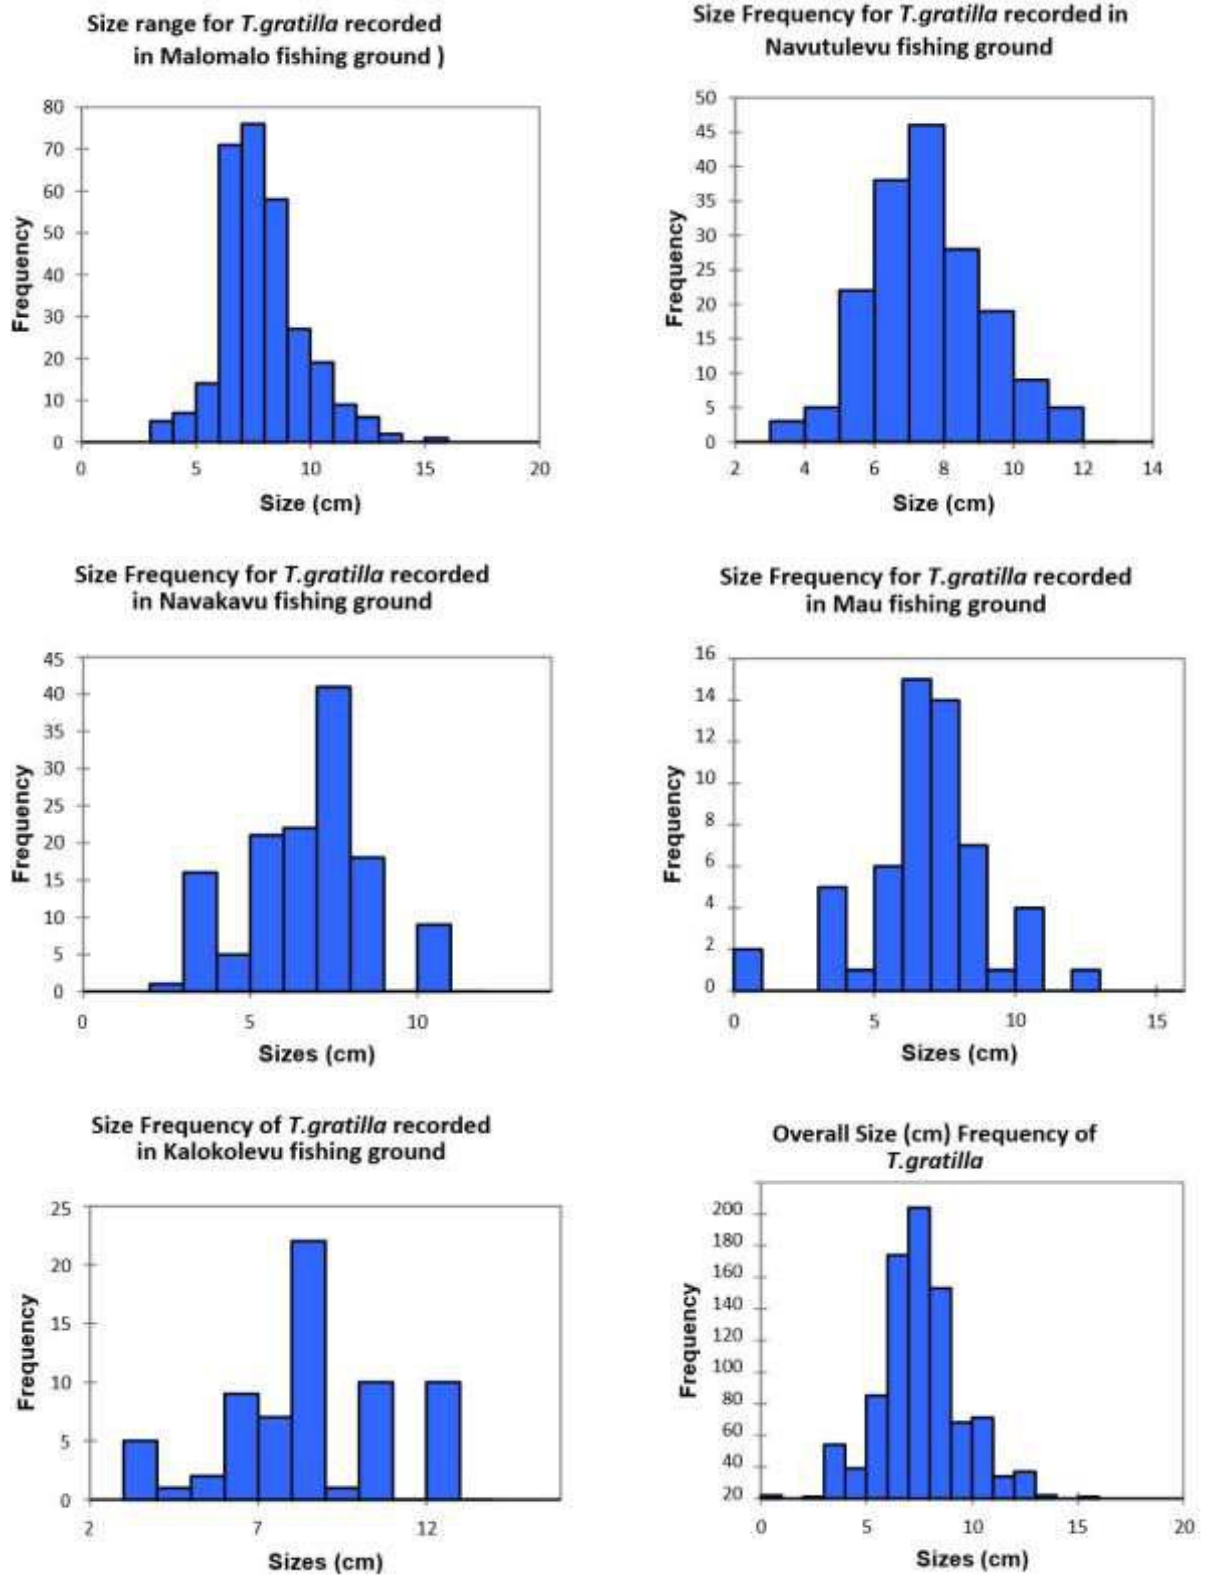 Size range for T.gratilla recorded
in Malomalo fishing ground )
80
70
60
50
40
30
20
10
0
Frequency
0 5 10 15 20
Size (cm)
Size Frequency for T.gratilla recorded in
Navutulevu fishing ground
50
45
40
35
30
25
20
15
10
5
0
Frequency
2 4 6 8 10 12 14
Size (cm)
Size Frequency for T.gratilla recorded
in Navakavu fishing ground
45
40
35
30
25
20
15
10
5
0
Frequency
0 5 10
Sizes (cm)
Size Frequency for T.gratilla recorded
in Mau fishing ground
16
14
12
10
8
6
4
2
0
Frequency
0 5 10 15
Sizes (cm)
Size Frequency of T.gratilla recorded
in Kalokolevu fishing ground
25
20
15
10
5
0
Frequency
2 7 12
Sizes (cm)
Overall Size (cm) Frequency of
T.gratilla
200
180
160
140
120
100
80
60
40
20
Frequency
0 5 10 15 20
Sizes (cm)